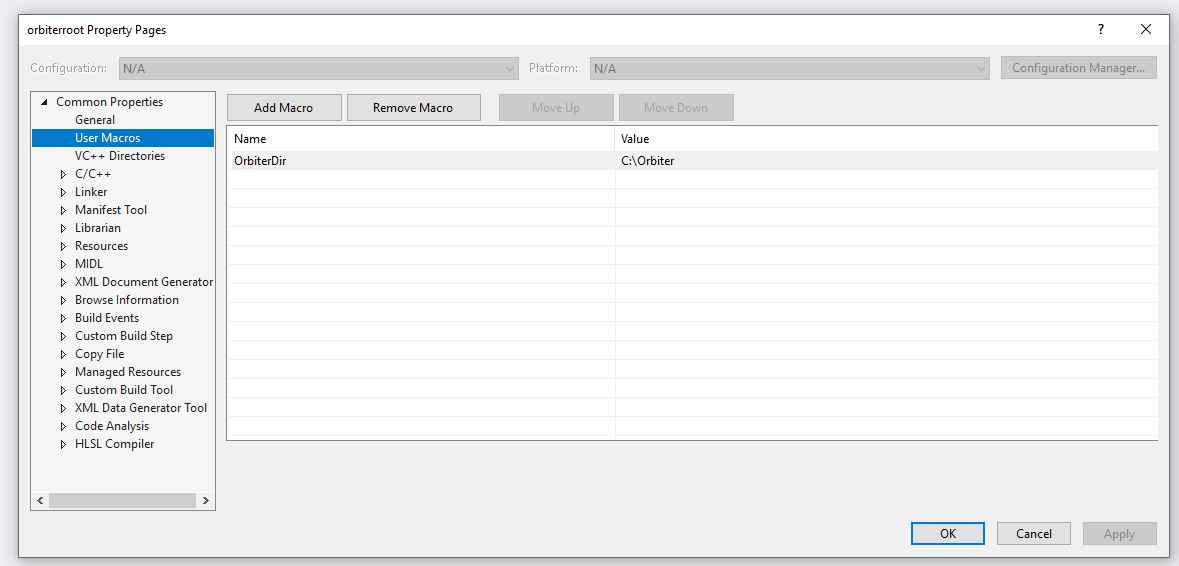 orbiterroot Property Pages
?
Configuration: N/A Platform: N/A Configuration Manager...
Common Properties
General
User Macros
VC++ Directories
C/C++
Linker
Manifest Tool
Librarian
Resources
MIDL
XML Document Generator
Browse Information
Build Events
Custom Build Step
Copy File
Managed Resources
Custom Build Tool
XML Data Generator Tool
Code Analysis
HLSL Compiler
Add Macro Remove Macro Move Up Move Down
Name Value
OrbiterDir C:\Orbiter
OK Cancel Apply